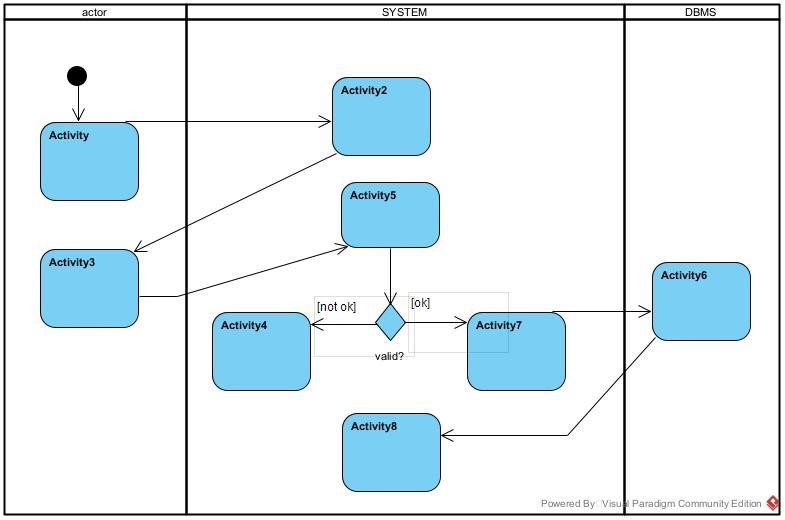 actor
SYSTEM
DBMS
Activity2
Activity
Activity5
Activity3
Activity6
[not ok]
[ok]
Activity4
Activity7
valid?
Activity8
Powered By Visual Paradigm Community Edition